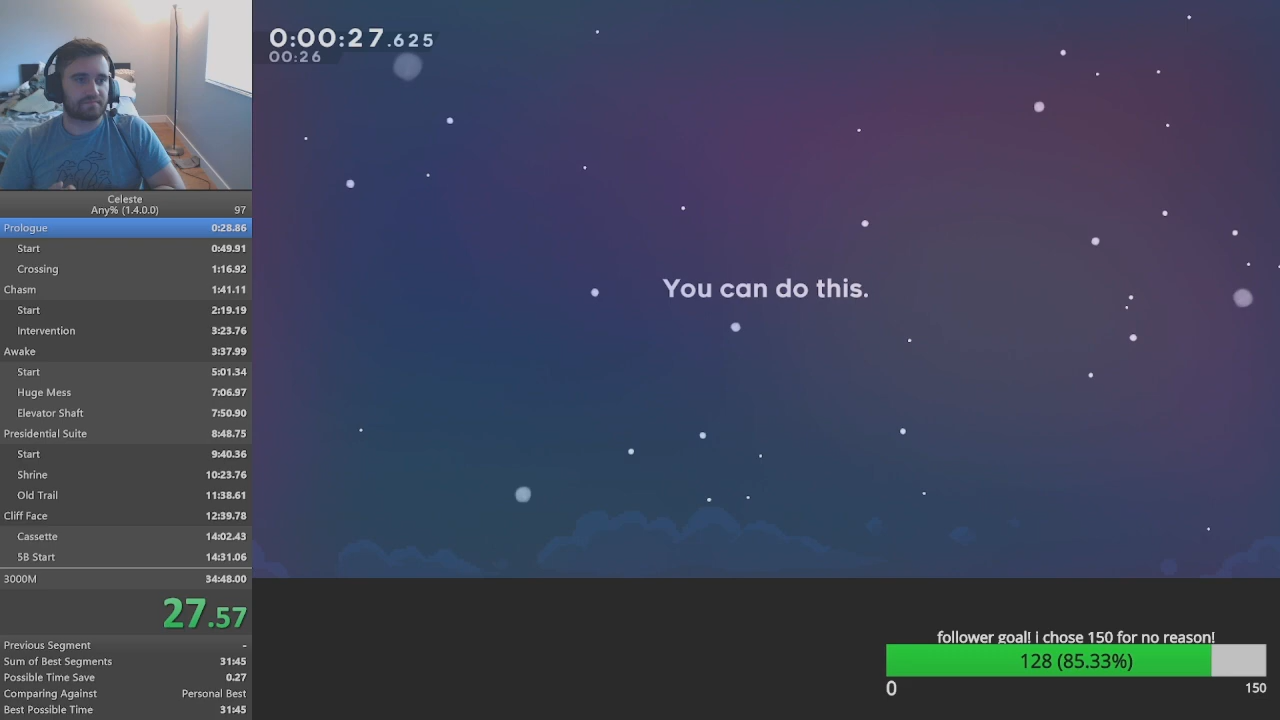 0:00:27.625
00:26
You can do this.
Celeste
Any% (1.4.0.0) 97
Prologue 0:28.86
Start 0:49.91
Crossing 1:16.92
Chasm 1:41.11
Start 2:19.19
Intervention 3:23.76
Awake 3:37.99
Start 5:01.34
Huge Mess 7:06.97
Elevator Shaft 7:50.90
Presidential Suite 8:48.75
Start 9:40.36
Shrine 10:23.76
Old Trail 11:38.61
Cliff Face 12:39.78
Cassette 14:02.43
5B Start 14:31.06
3000M 34:48.00
27.57
Previous Segment -
Sum of Best Segments 31:45
Possible Time Save 0.27
Comparing Against Personal Best
Best Possible Time 31:45
follower goal! i chose 150 for no reason!
128 (85.33%)
0 150